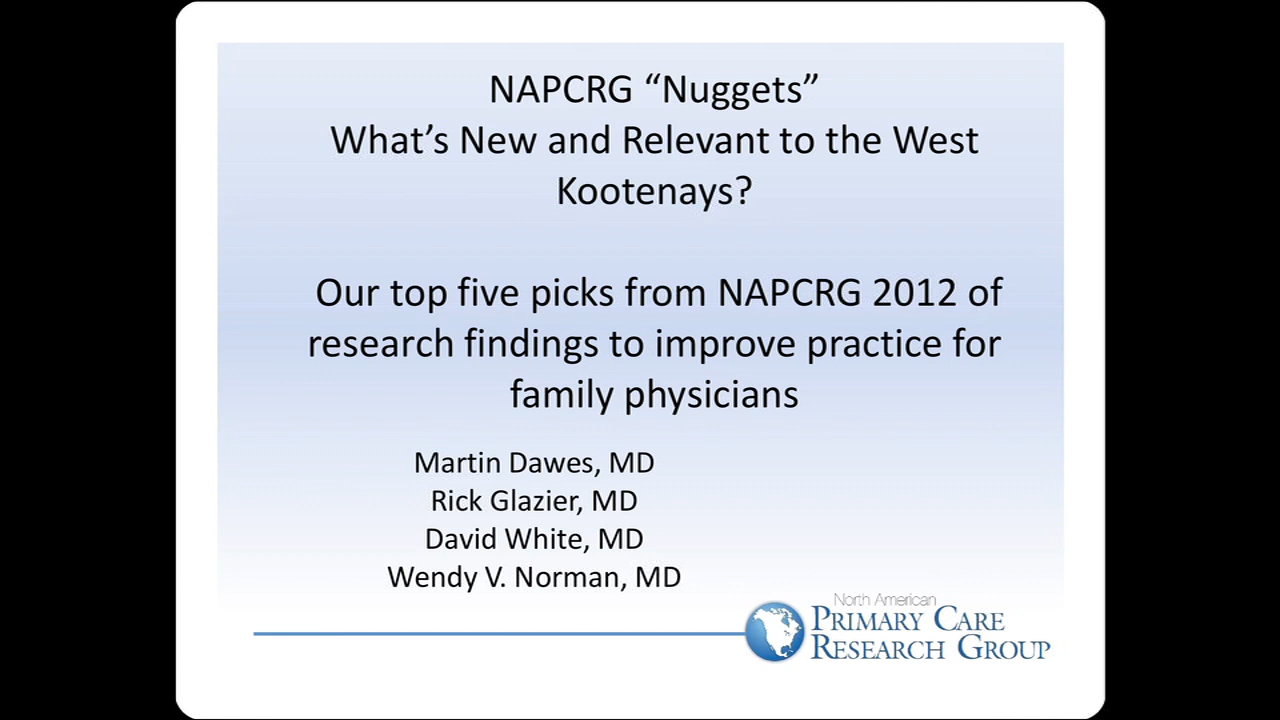 NAPCRG “Nuggets”
What’s New and Relevant to the West
Kootenays?
Our top five picks from NAPCRG 2012 of
research findings to improve practice for
family physicians
Martin Dawes, MD
Rick Glazier, MD
David White, MD
Wendy V. Norman, MD
North American
PRIMARY CARE
RESEARCH GROUP